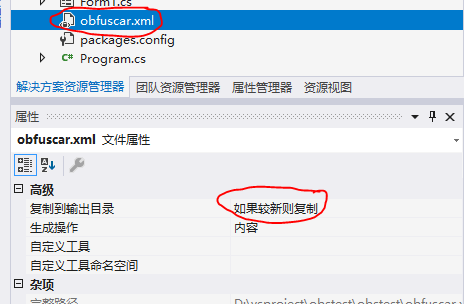 Form1.cs
obfuscar.xml
packages.config
Program.cs
解决方案资源管理器 团队资源管理器 属性管理器 资源视图
属性
obfuscar.xml 文件属性
高级
复制到输出目录 如果较新则复制
生成操作 内容
自定义工具
自定义工具命名空间
杂项
完整路径 D:\vsproject\obstest\obstest\obfuscar.x